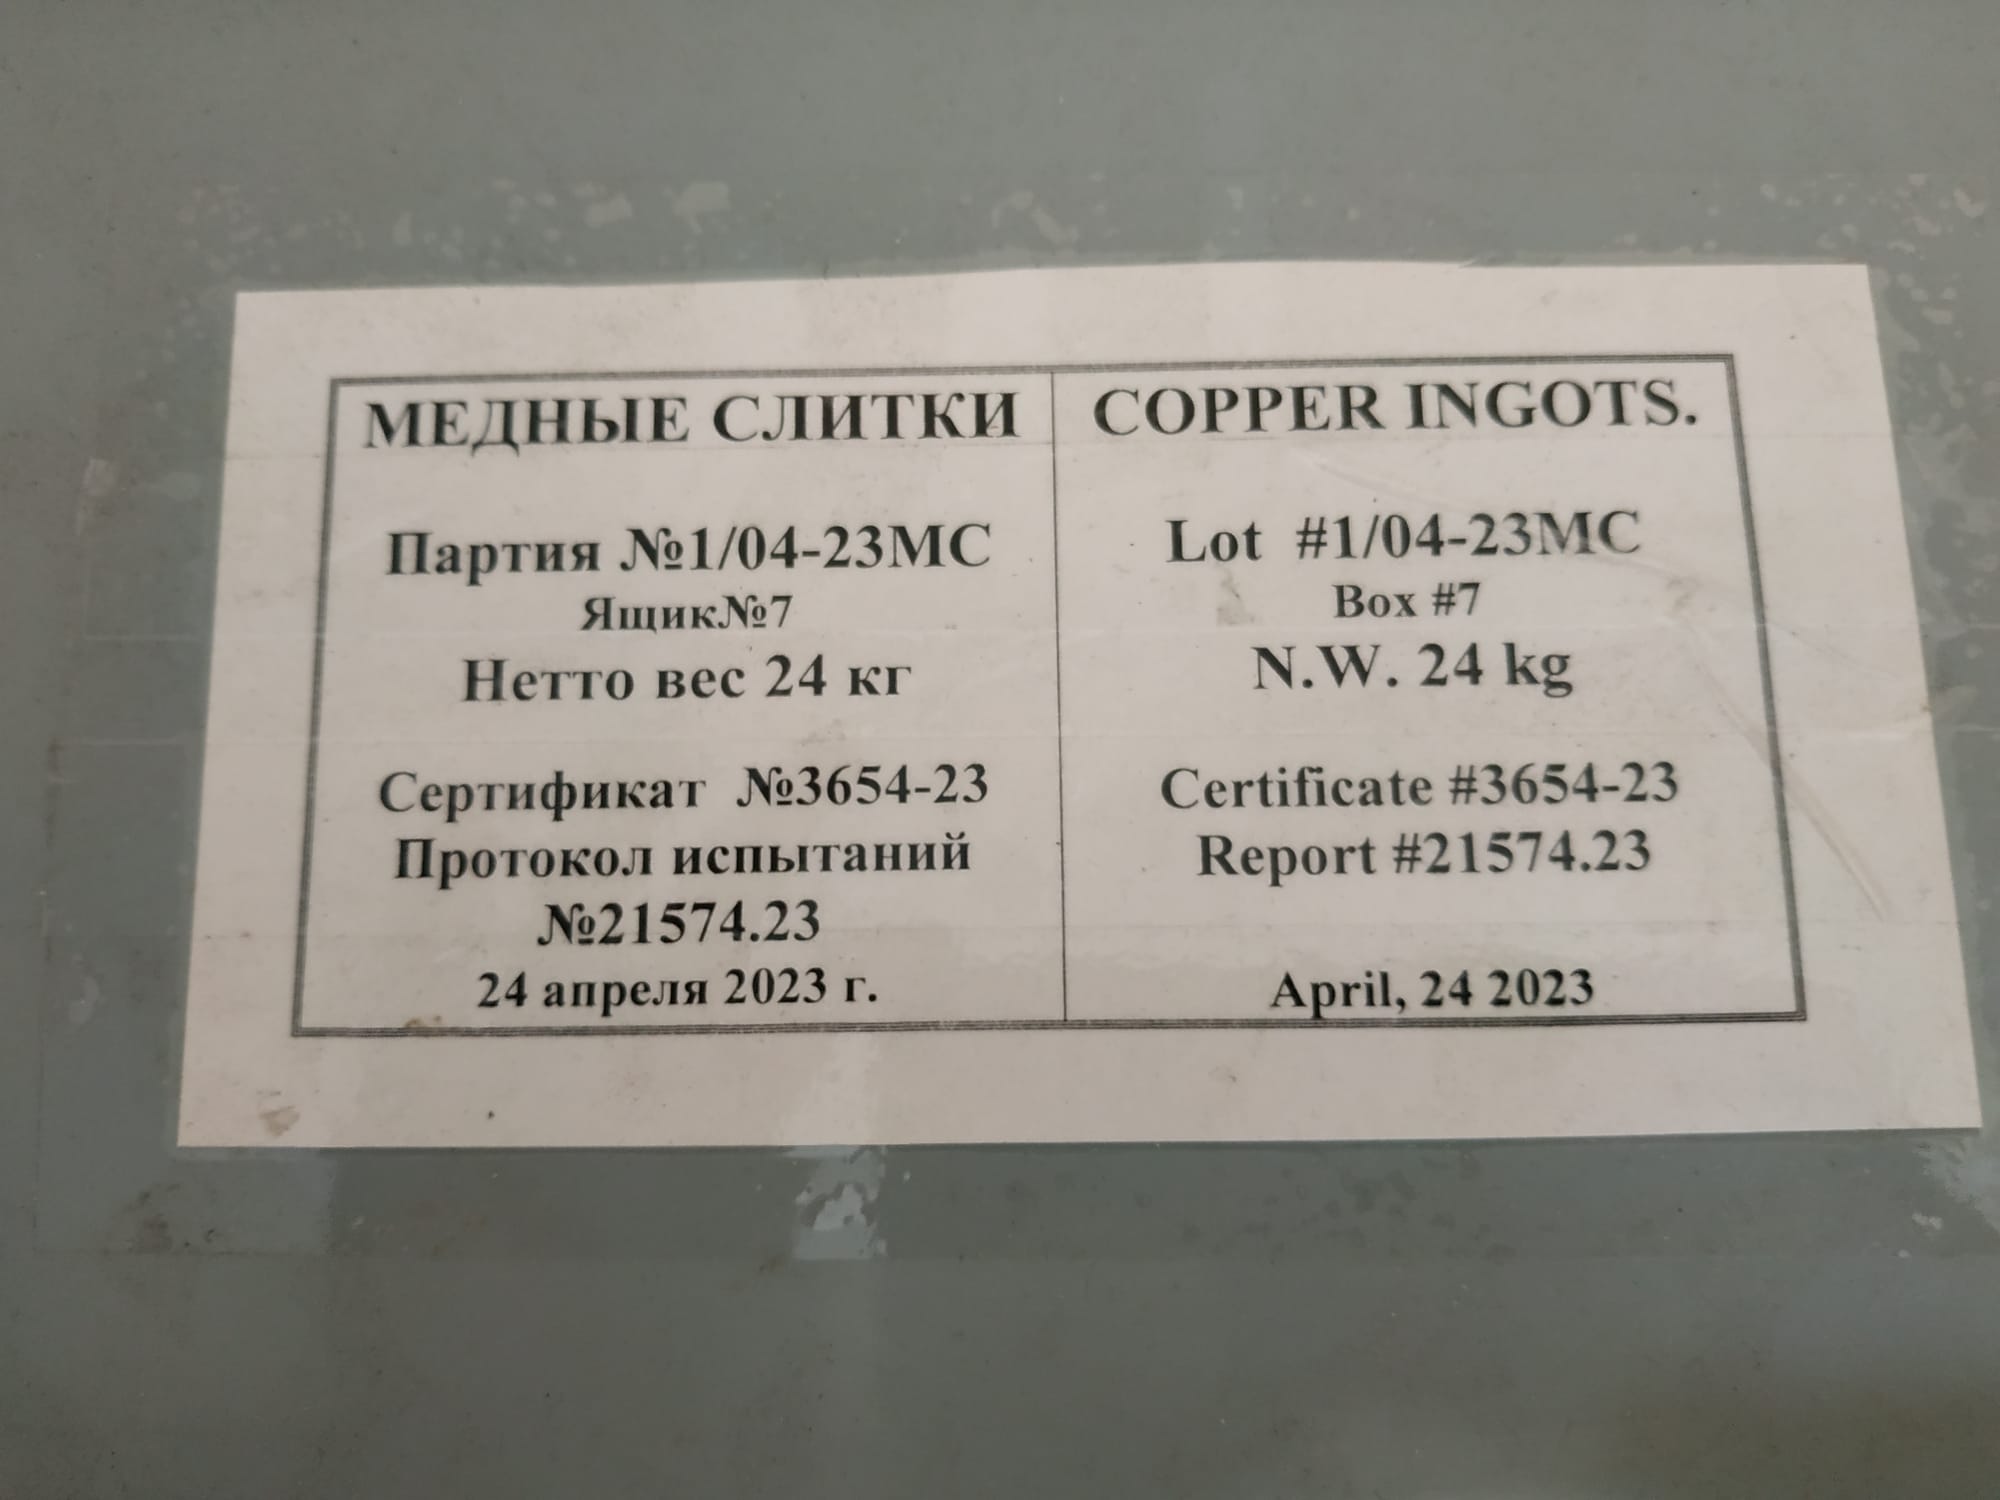 МЕДНЫЕ СЛИТКИ
Партия №1/04-23МС
Ящик№7
Нетто вес 24 кг
Сертификат №3654-23
Протокол испытаний
№21574.23
24 апреля 2023 г.
COPPER INGOTS.
Lot #1/04-23MC
Box #7
N.W. 24 kg
Certificate #3654-23
Report #21574.23
April, 24 2023